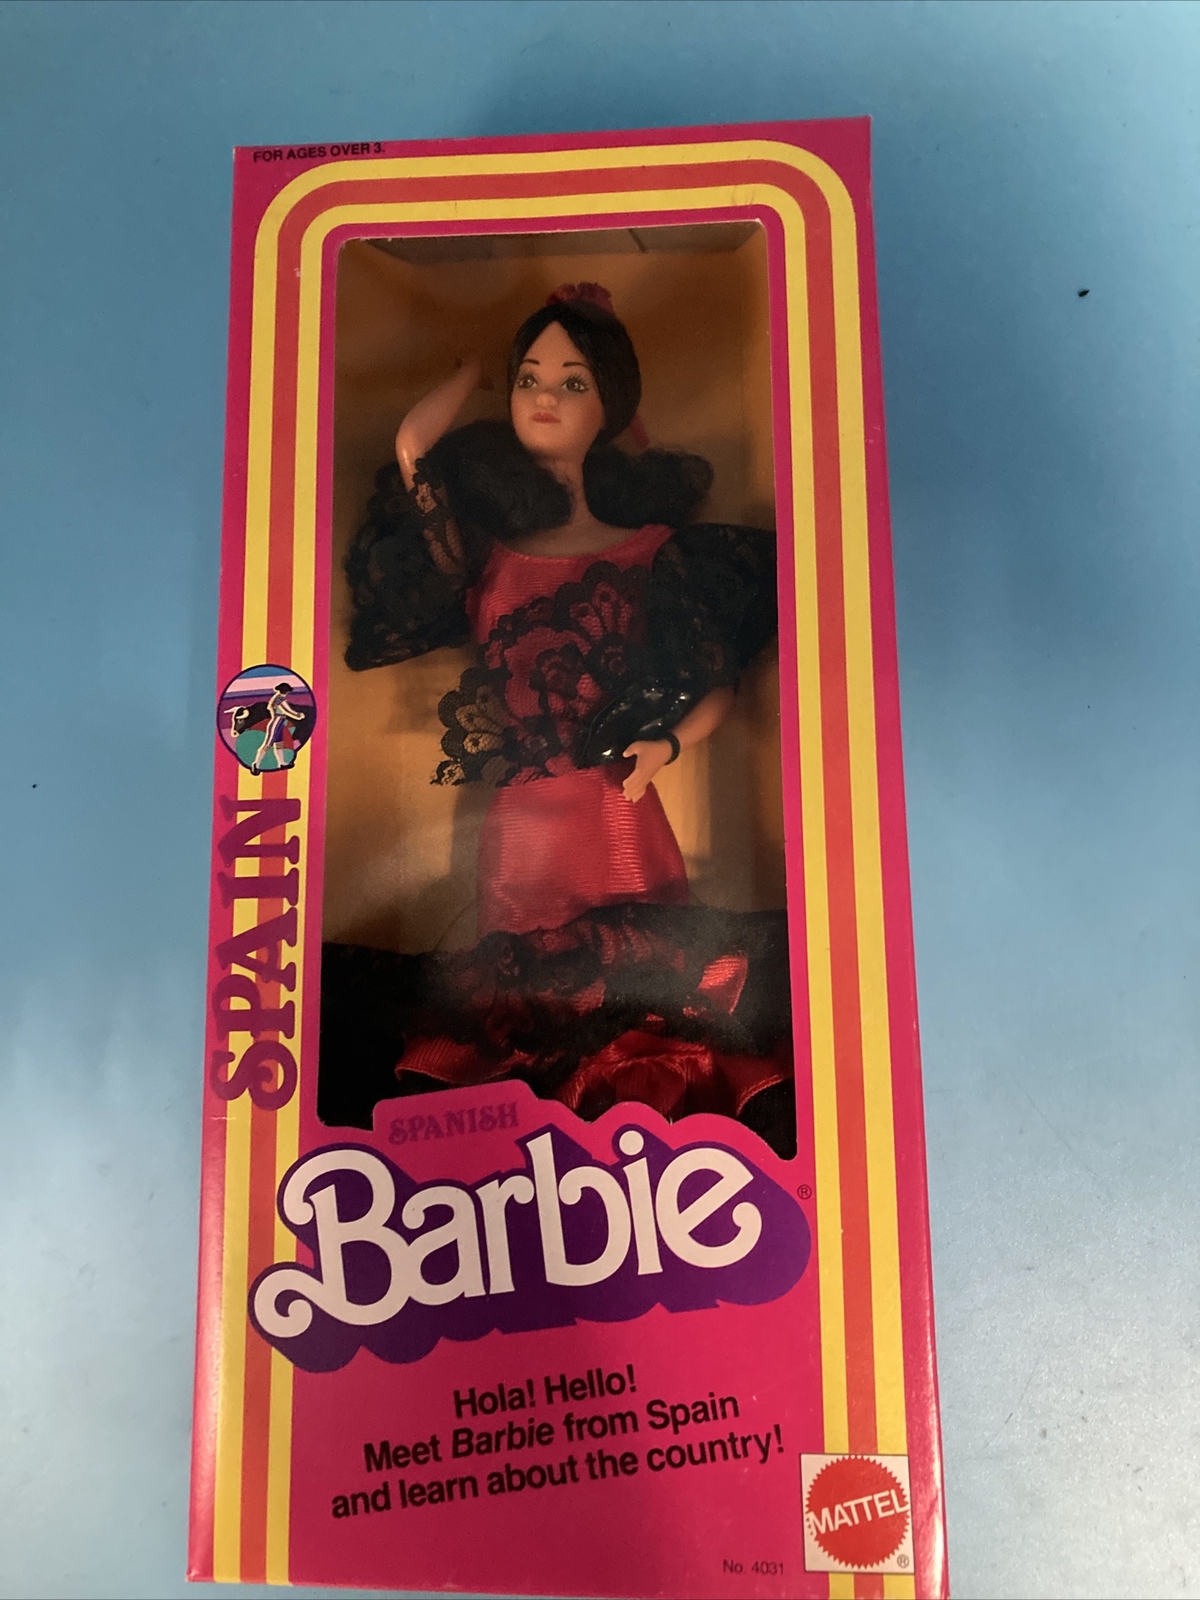 FOR AGES OVER 3.
SPAIN
SPANISH
Barbie®
Hola! Hello!
Meet Barbie from Spain
and learn about the country!
MATTEL
®
No. 4031